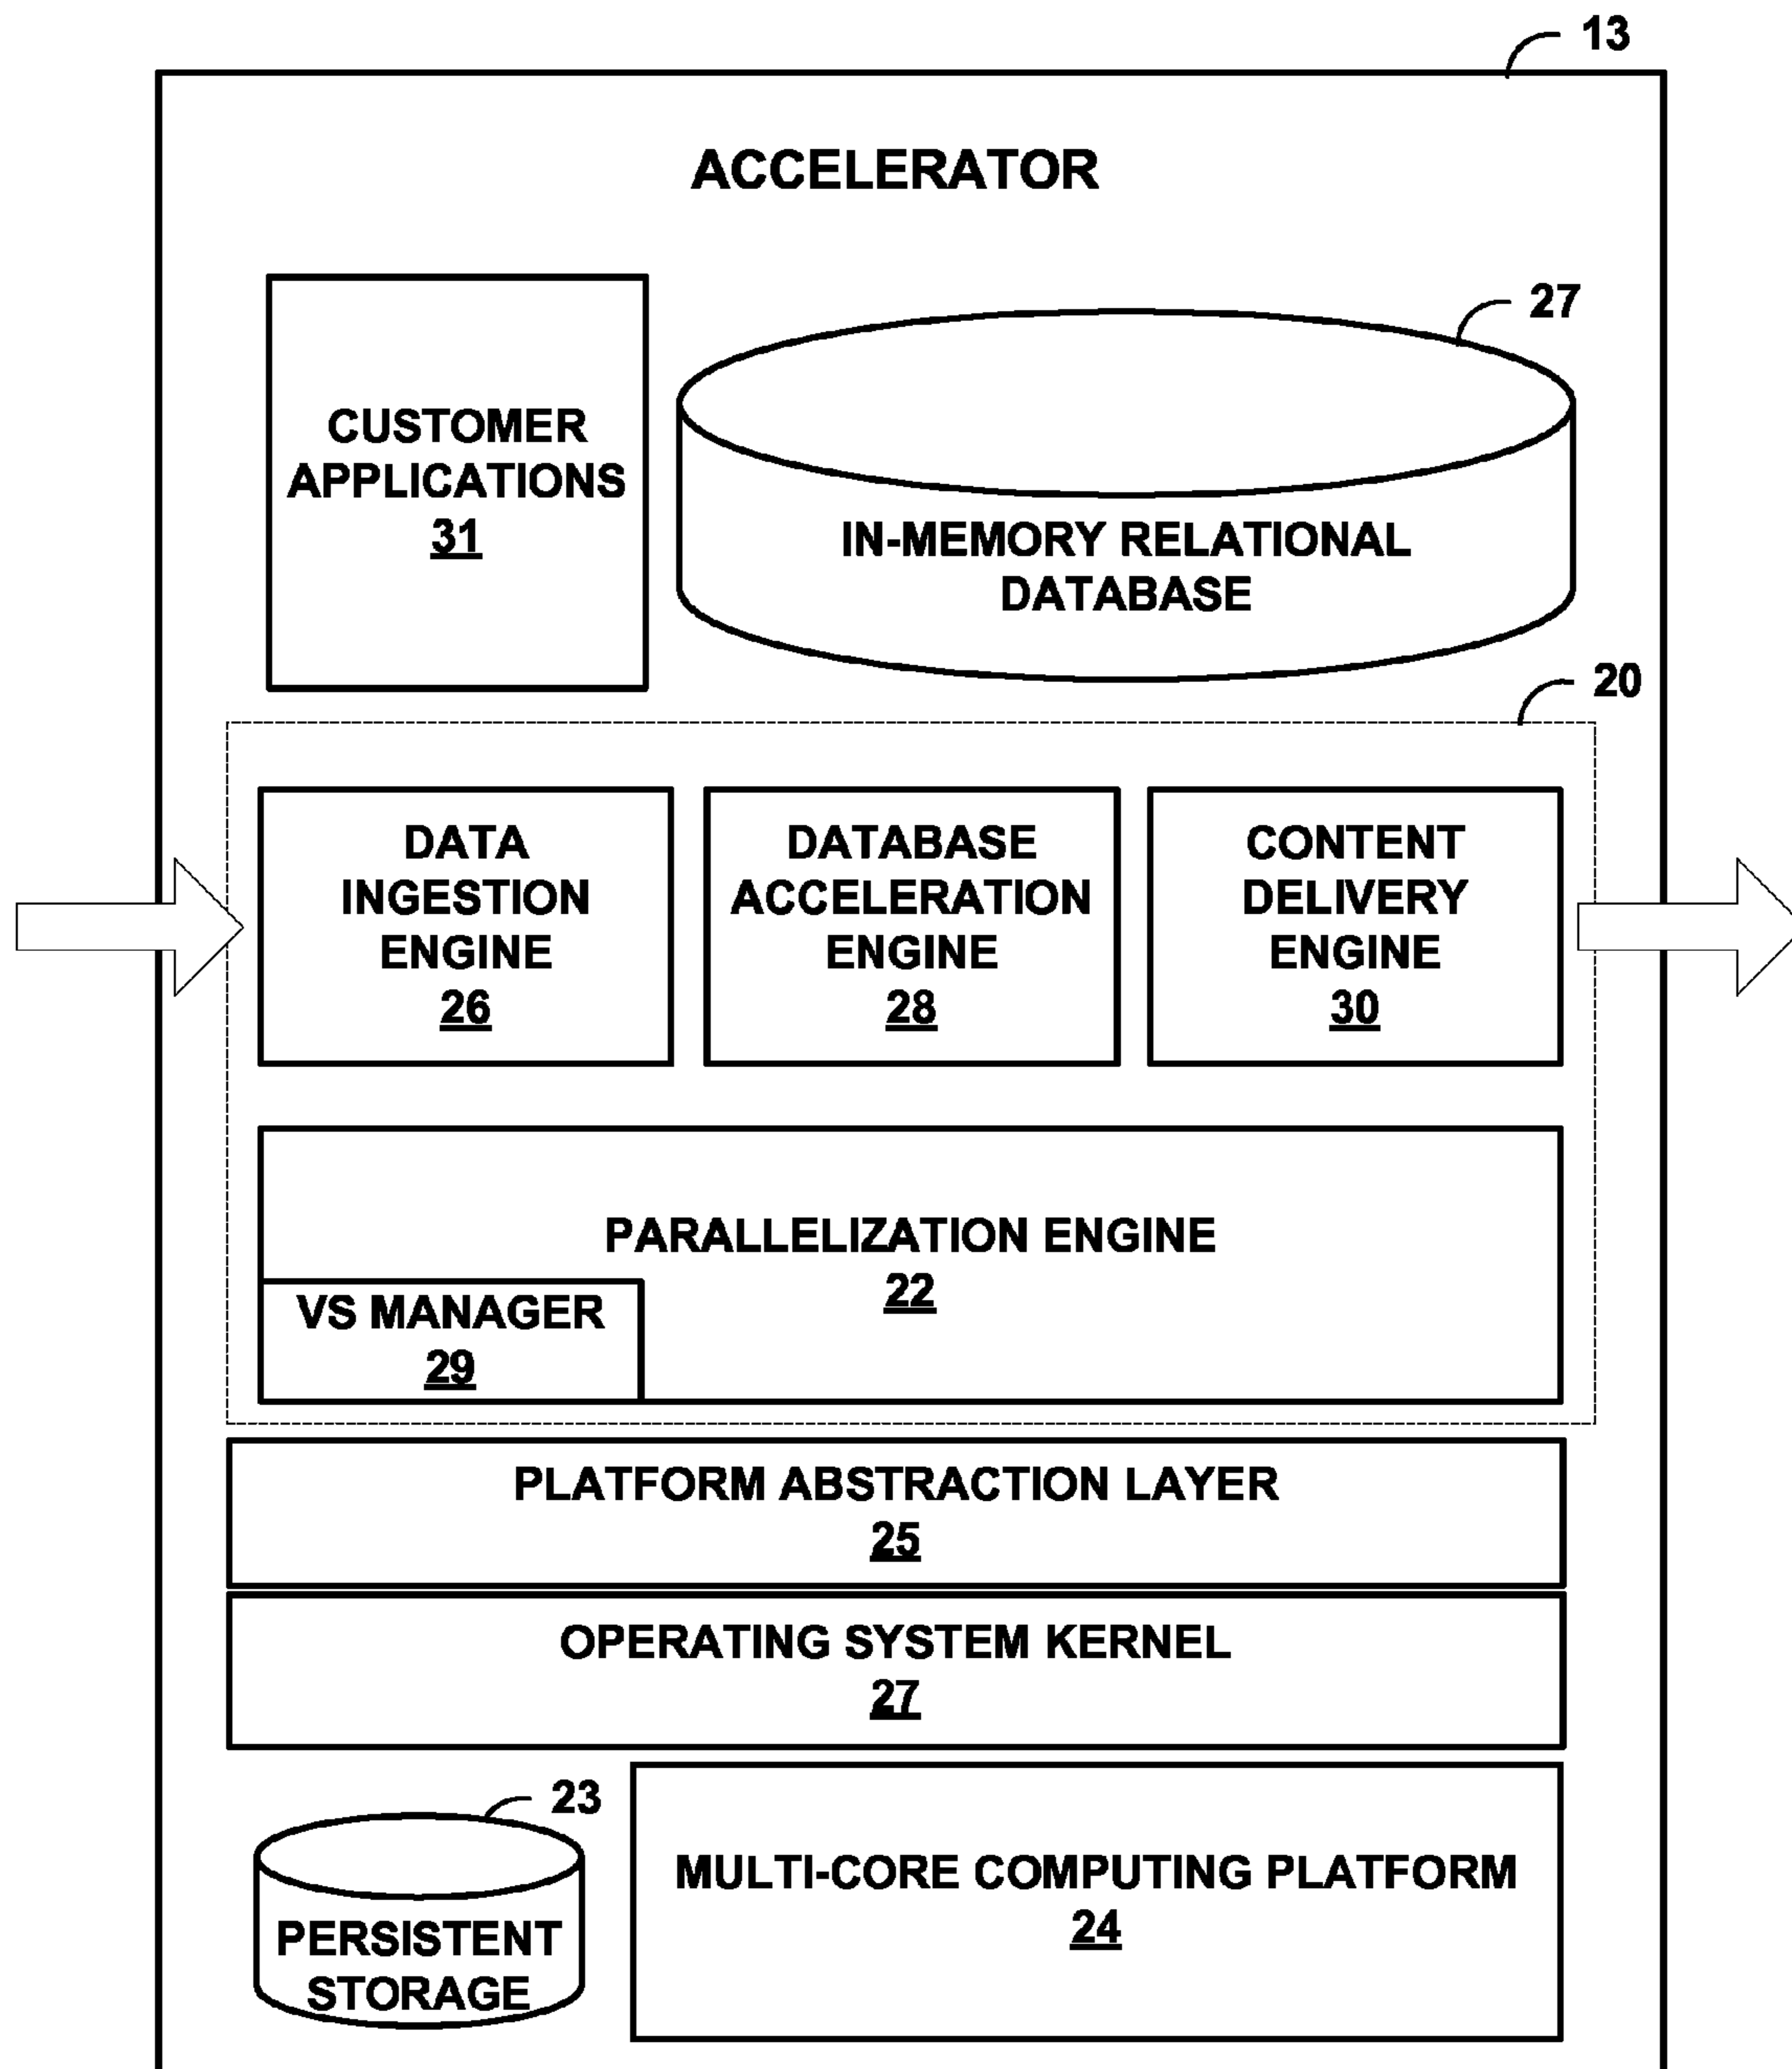 13
ACCELERATOR
CUSTOMER
APPLICATIONS
31
27
IN-MEMORY RELATIONAL
DATABASE
20
DATA
INGESTION
ENGINE
26
DATABASE
ACCELERATION
ENGINE
28
CONTENT
DELIVERY
ENGINE
30
PARALLELIZATION ENGINE
22
VS MANAGER
29
PLATFORM ABSTRACTION LAYER
25
OPERATING SYSTEM KERNEL
27
23
PERSISTENT
STORAGE
MULTI-CORE COMPUTING PLATFORM
24